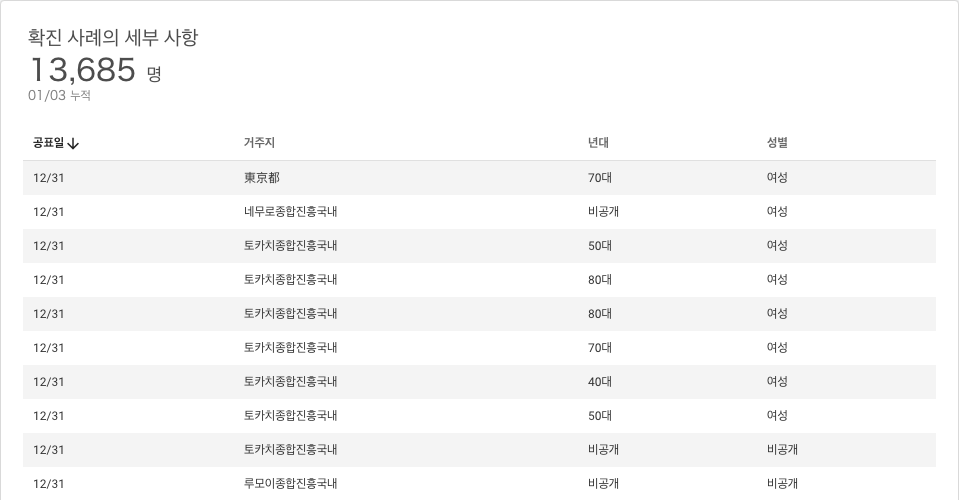 확진 사례의 세부 사항
13,685 명
01/03 누적
공표일 거주지 년대 성별
12/31 東京都 70대 여성
12/31 네무로종합진흥국내 비공개 여성
12/31 토카치종합진흥국내 50대 여성
12/31 토카치종합진흥국내 80대 여성
12/31 토카치종합진흥국내 80대 여성
12/31 토카치종합진흥국내 70대 여성
12/31 토카치종합진흥국내 40대 여성
12/31 토카치종합진흥국내 50대 여성
12/31 토카치종합진흥국내 비공개 비공개
12/31 루모이종합진흥국내 비공개 비공개